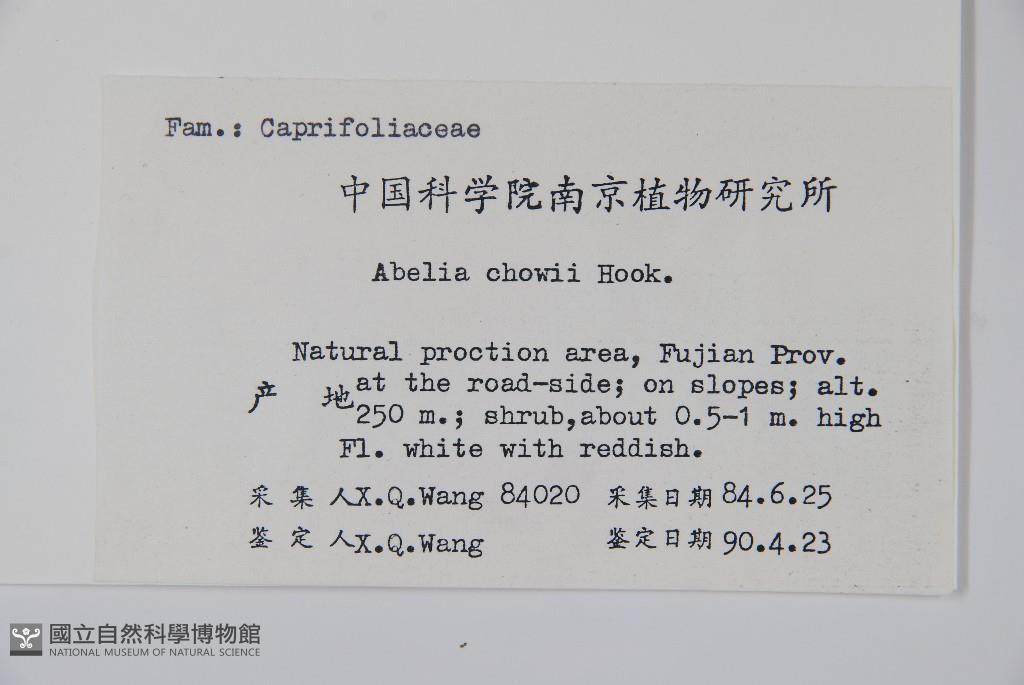 Fam.: Caprifoliaceae
中国科学院南京植物研究所
Abelia chowii Hook.
Natural proction area, Fujian Prov.
产 地 at the road-side; on slopes; alt.
250 m.; shrub,about 0.5-1 m. high
Fl. white with reddish.
采 集 人 X.Q.Wang 84020 采集日期 84.6.25
鉴 定 人 X.Q.Wang 鉴定日期 90.4.23
國立自然科學博物館
NATIONAL MUSEUM OF NATURAL SCIENCE